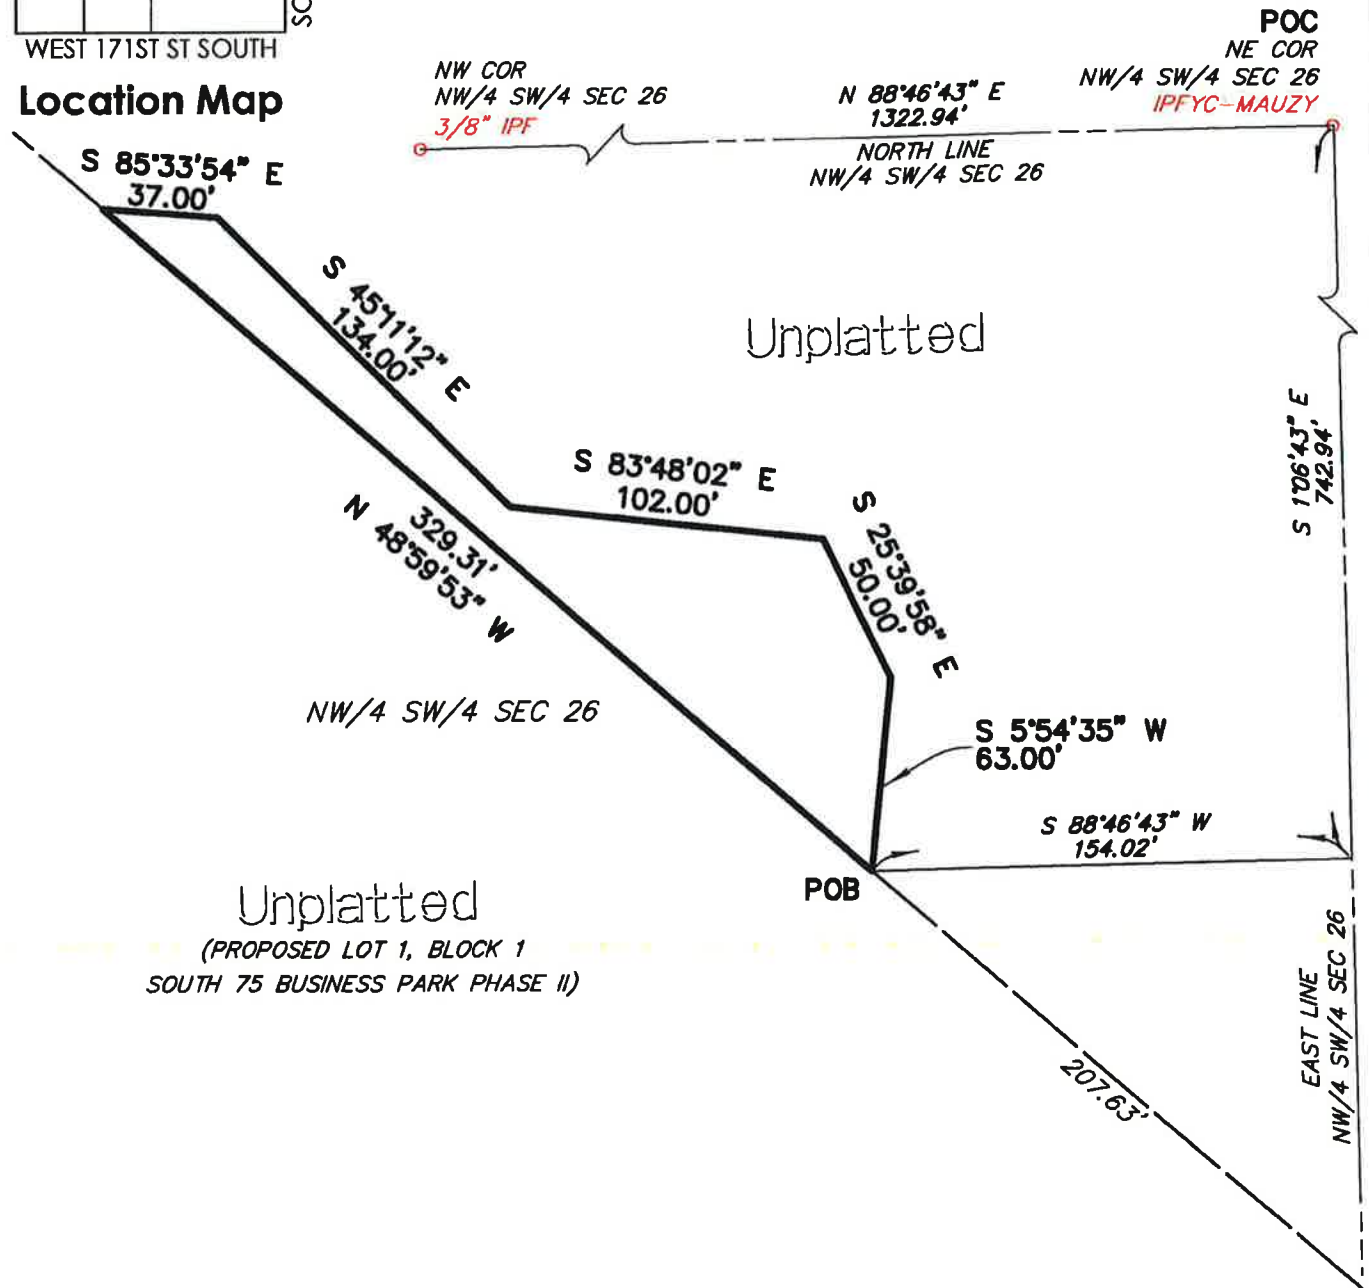 WEST 171ST ST SOUTH
Location Map
POC
NE COR
NW/4 SW/4 SEC 26
IPFYC-MAUZY
NW COR
NW/4 SW/4 SEC 26
3/8" IPF
N 88°46'43" E
1322.94'
NORTH LINE
NW/4 SW/4 SEC 26
S 85°33'54" E
37.00'
S 45°11'12" E
134.00'
Unplatted
S 1°06'43" E
742.94'
S 83°48'02" E
102.00'
S 25°39'58" E
50.00'
329.31'
N 48°59'53" W
NW/4 SW/4 SEC 26
S 5°54'35" W
63.00'
S 88°46'43" W
154.02'
POB
Unplatted
(PROPOSED LOT 1, BLOCK 1
SOUTH 75 BUSINESS PARK PHASE II)
EAST LINE
NW/4 SW/4 SEC 26
207.63'